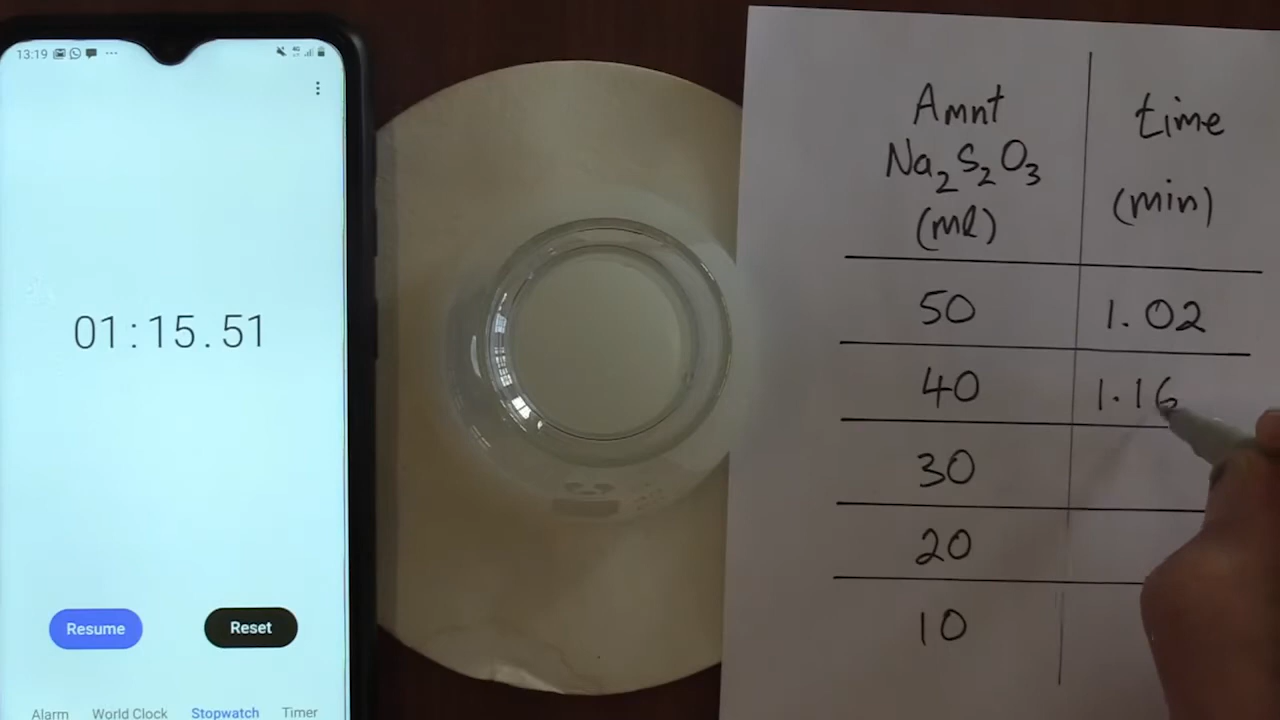 13:19
01:15.51
Resume Reset
Alarm World Clock Stopwatch Timer
Amnt time
Na₂S₂O₃ (min)
(ml)
50 1.02
40 1.16
30
20
10